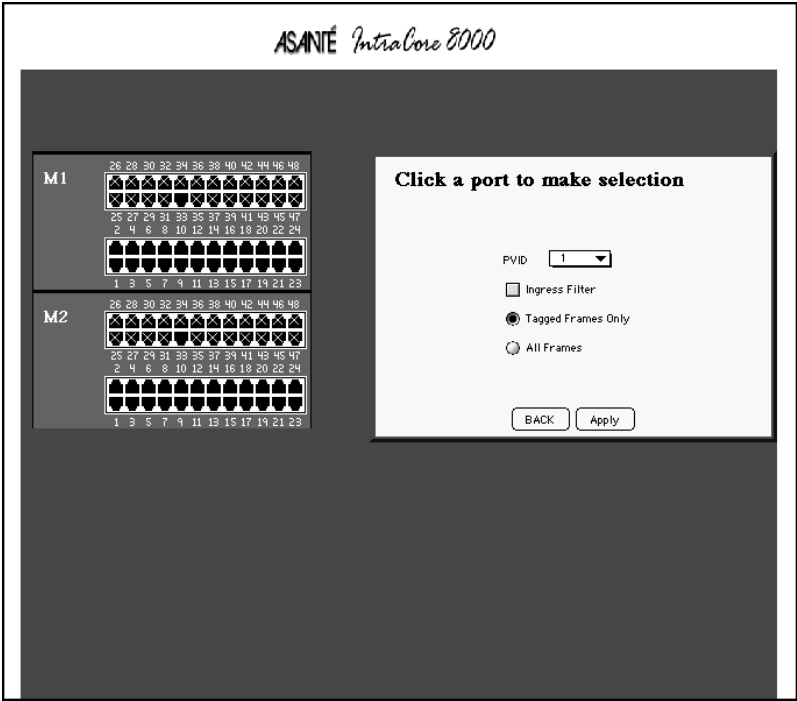 ASANTÉ IntraCore 8000
M1
26 28 30 32 34 36 38 40 42 44 46 48
25 27 29 31 33 35 37 39 41 43 45 47
2 4 6 8 10 12 14 16 18 20 22 24
1 3 5 7 9 11 13 15 17 19 21 23
M2
26 28 30 32 34 36 38 40 42 44 46 48
25 27 29 31 33 35 37 39 41 43 45 47
2 4 6 8 10 12 14 16 18 20 22 24
1 3 5 7 9 11 13 15 17 19 21 23
Click a port to make selection
PVID 1
Ingress Filter
Tagged Frames Only
All Frames
BACK Apply